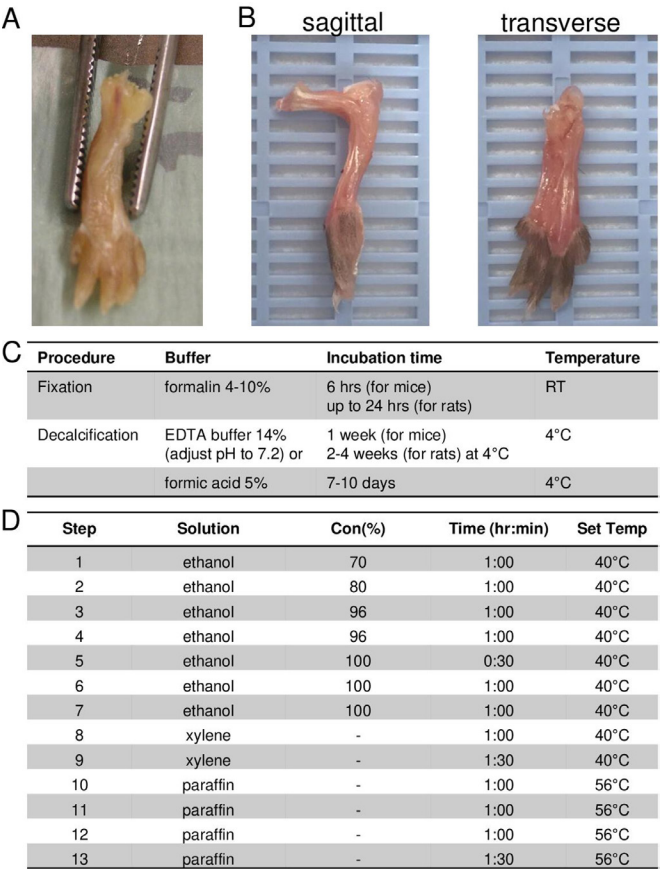 A
B
sagittal
transverse
C
Procedure Buffer Incubation time Temperature
Fixation formalin 4-10% 6 hrs (for mice) RT
up to 24 hrs (for rats)
Decalcification EDTA buffer 14% 1 week (for mice) 4°C
(adjust pH to 7.2) or 2-4 weeks (for rats) at 4°C
formic acid 5% 7-10 days 4°C
D
Step Solution Con(%) Time (hr:min) Set Temp
1 ethanol 70 1:00 40°C
2 ethanol 80 1:00 40°C
3 ethanol 96 1:00 40°C
4 ethanol 96 1:00 40°C
5 ethanol 100 0:30 40°C
6 ethanol 100 1:00 40°C
7 ethanol 100 1:00 40°C
8 xylene - 1:00 40°C
9 xylene - 1:30 40°C
10 paraffin - 1:00 56°C
11 paraffin - 1:00 56°C
12 paraffin - 1:00 56°C
13 paraffin - 1:30 56°C